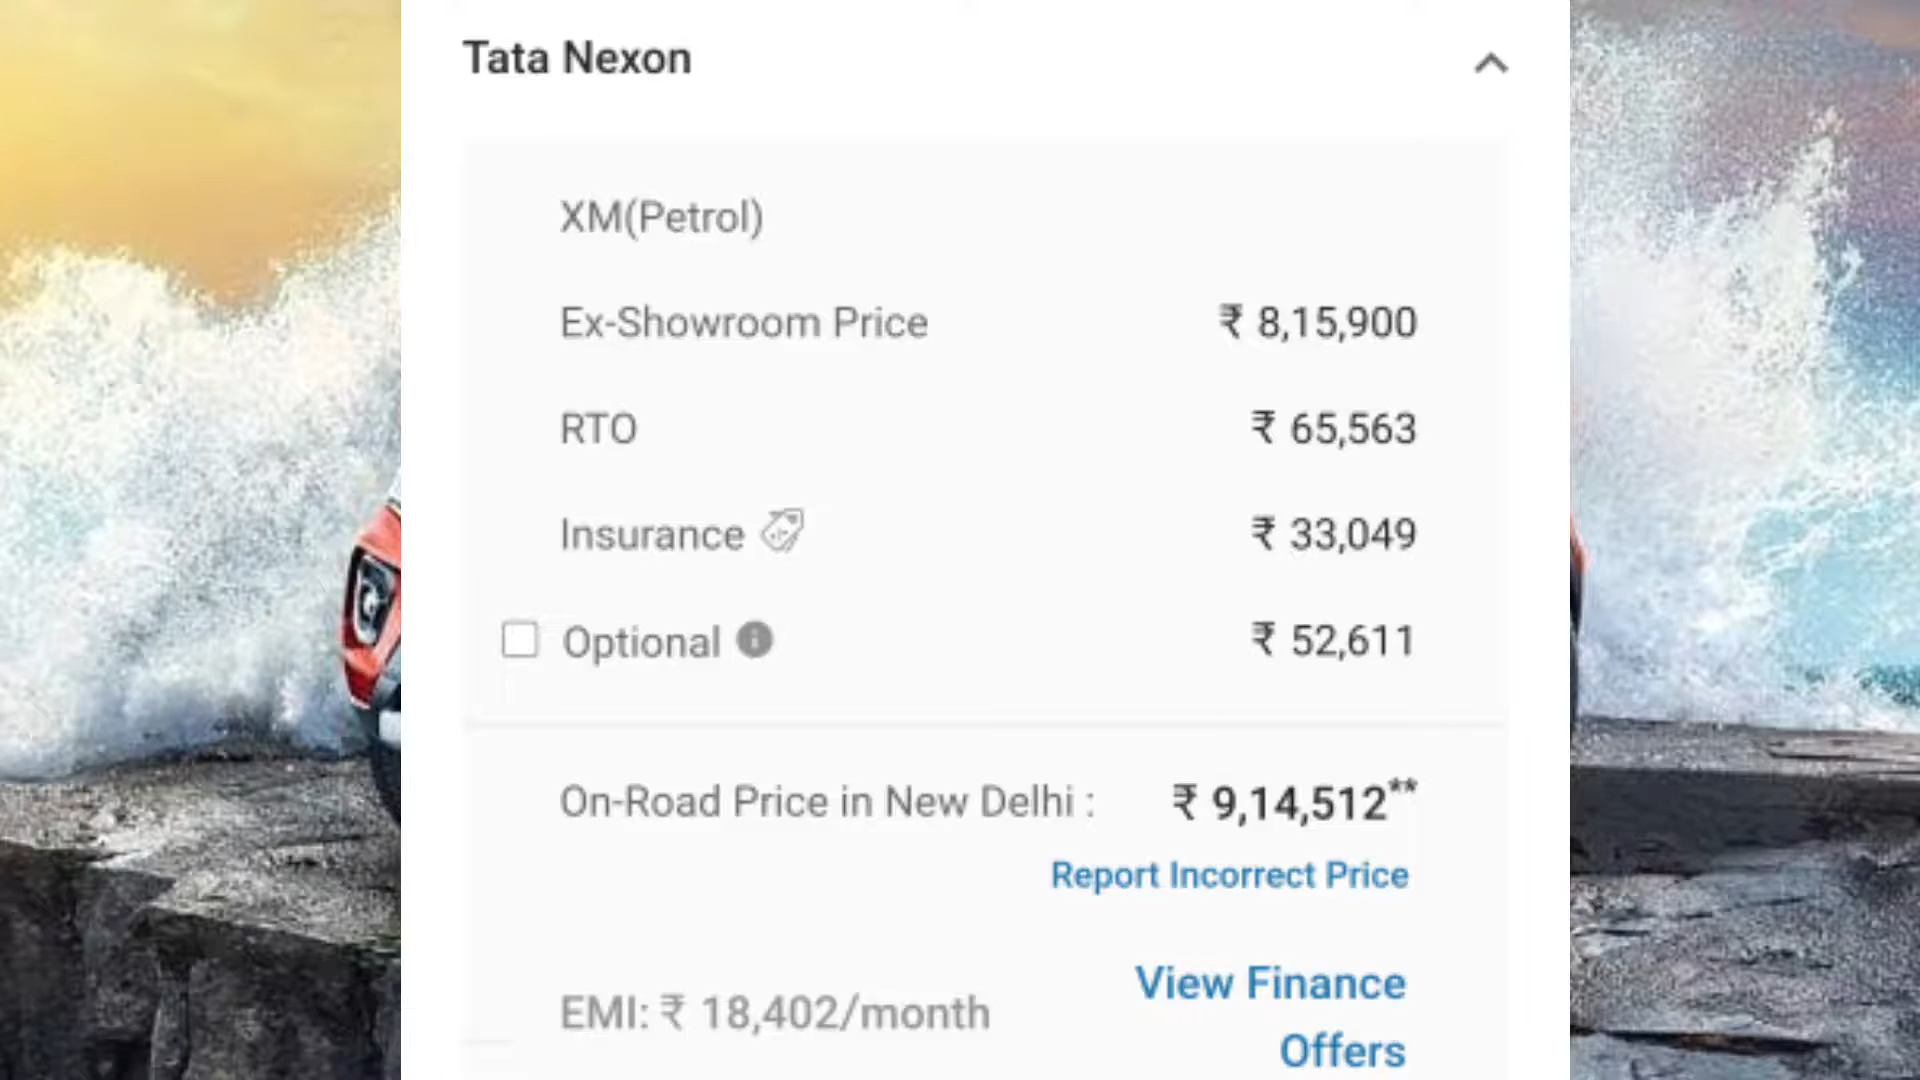 Tata Nexon
XM(Petrol)
Ex-Showroom Price ₹ 8,15,900
RTO ₹ 65,563
Insurance ₹ 33,049
Optional ₹ 52,611
On-Road Price in New Delhi : ₹ 9,14,512**
Report Incorrect Price
EMI: ₹ 18,402/month
View Finance
Offers